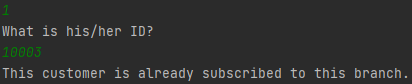 1
What is his/her ID?
10003
This customer is already subscribed to this branch.